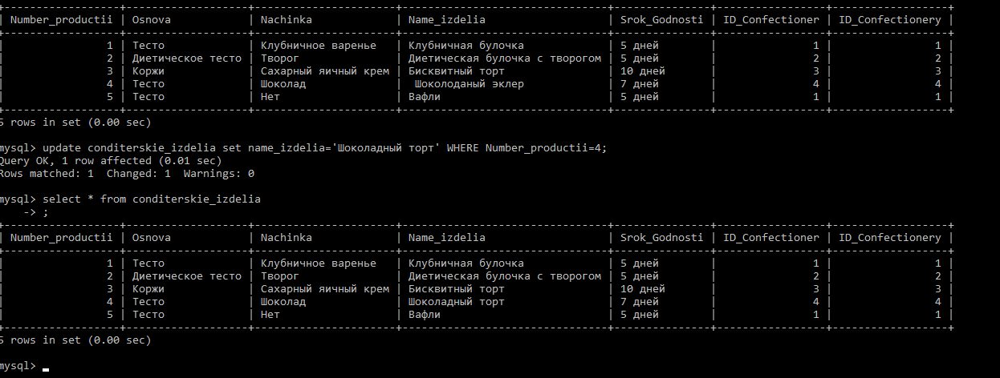 +------------------+-------------------+----------------------+--------------------------------+--------------+-----------------+------------------+
| Number_productii | Osnova            | Nachinka             | Name_izdelia                   | Srok_Godnosti | ID_Confectioner | ID_Confectionery |
+------------------+-------------------+----------------------+--------------------------------+--------------+-----------------+------------------+
| 1 | Тесто | Клубничное варенье | Клубничная булочка | 5 дней | 1 | 1 |
| 2 | Диетическое тесто | Творог | Диетическая булочка с творогом | 5 дней | 2 | 2 |
| 3 | Коржи | Сахарный яичный крем | Бисквитный торт | 10 дней | 3 | 3 |
| 4 | Тесто | Шоколад |  Шоколоданый эклер | 7 дней | 4 | 4 |
| 5 | Тесто | Нет | Вафли | 5 дней | 1 | 1 |
+------------------+-------------------+----------------------+--------------------------------+--------------+-----------------+------------------+
5 rows in set (0.00 sec)
mysql> update conditerskie_izdelia set name_izdelia='Шоколадный торт' WHERE Number_productii=4;
Query OK, 1 row affected (0.01 sec)
Rows matched: 1  Changed: 1  Warnings: 0
mysql> select * from conditerskie_izdelia
    -> ;
+------------------+-------------------+----------------------+--------------------------------+--------------+-----------------+------------------+
| Number_productii | Osnova | Nachinka | Name_izdelia | Srok_Godnosti | ID_Confectioner | ID_Confectionery |
+------------------+-------------------+----------------------+--------------------------------+--------------+-----------------+------------------+
| 1 | Тесто | Клубничное варенье | Клубничная булочка | 5 дней | 1 | 1 |
| 2 | Диетическое тесто | Творог | Диетическая булочка с творогом | 5 дней | 2 | 2 |
| 3 | Коржи | Сахарный яичный крем | Бисквитный торт | 10 дней | 3 | 3 |
| 4 | Тесто | Шоколад | Шоколадный торт | 7 дней | 4 | 4 |
| 5 | Тесто | Нет | Вафли | 5 дней | 1 | 1 |
+------------------+-------------------+----------------------+--------------------------------+--------------+-----------------+------------------+
5 rows in set (0.00 sec)
mysql>